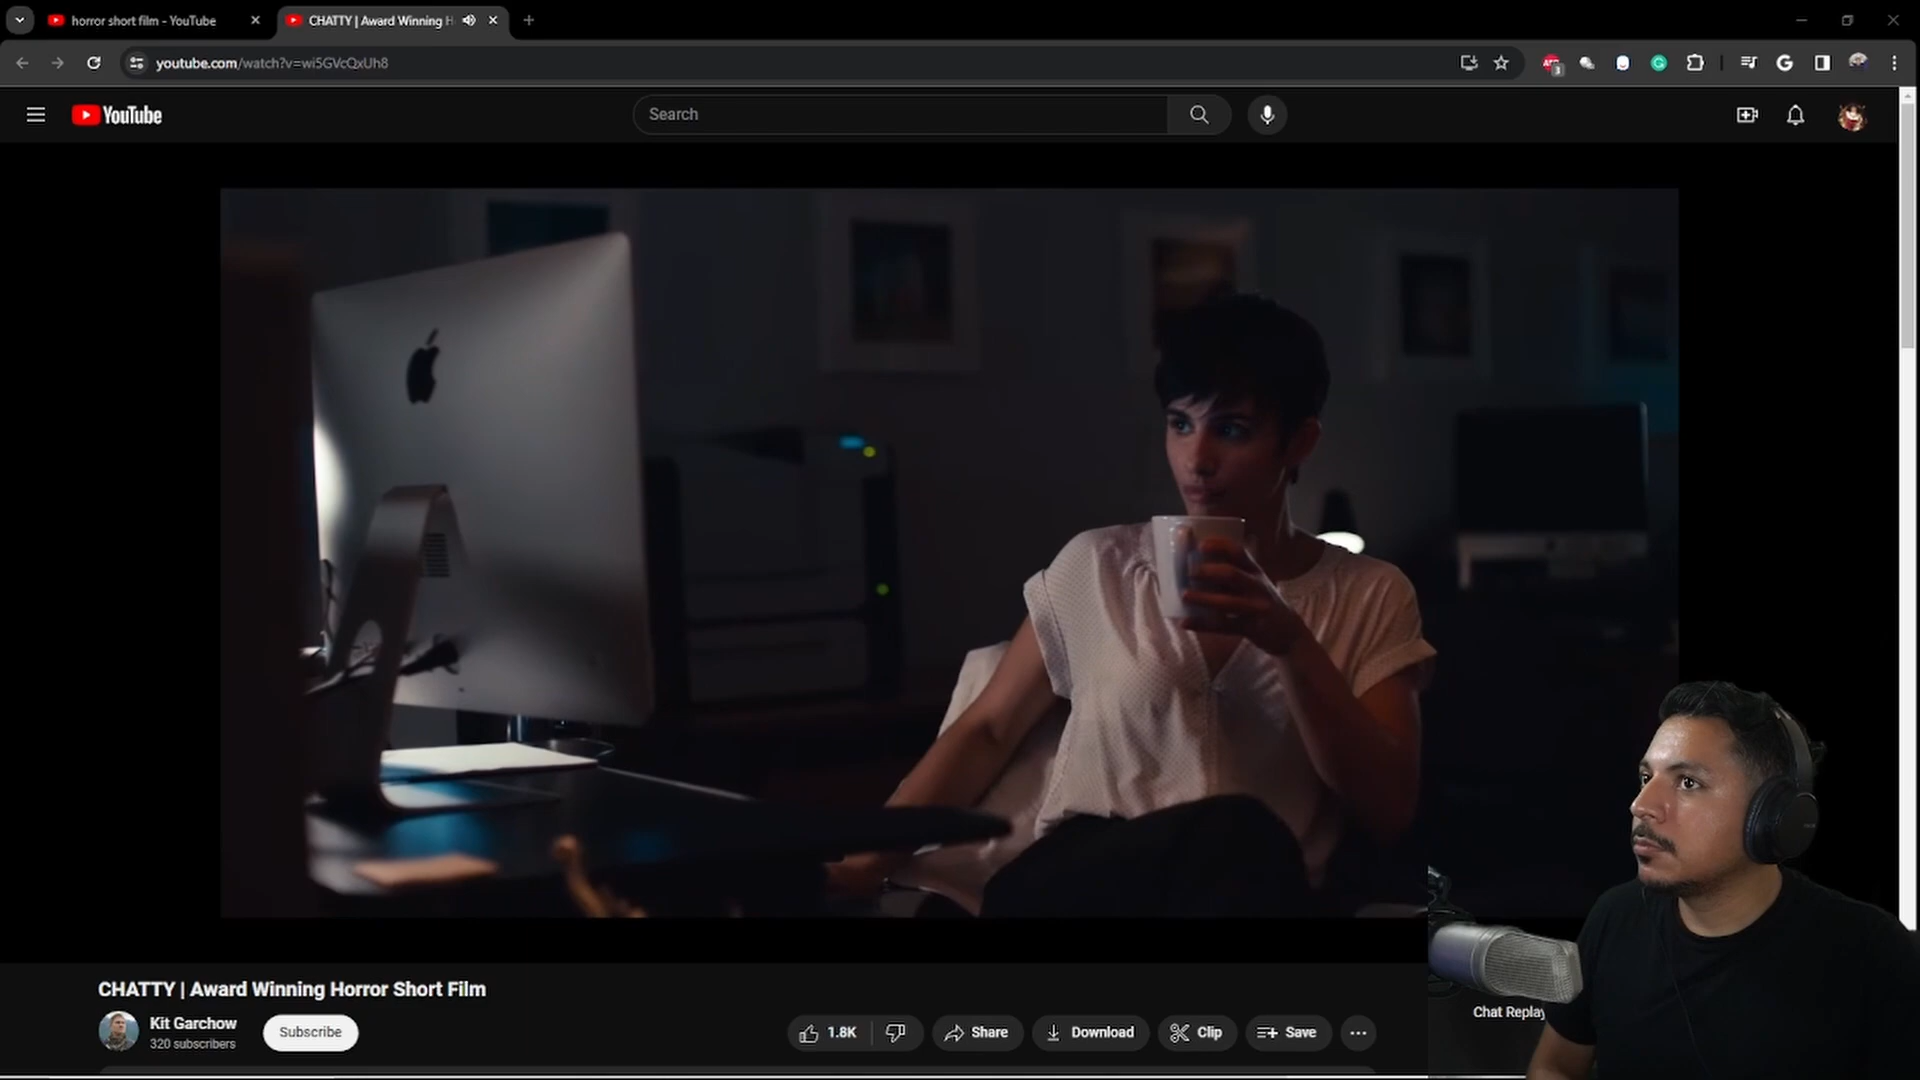 horror short film - YouTube
CHATTY | Award Winning H
youtube.com/watch?v=wi5GVcQxUh8
3
YouTube
Search
CHATTY | Award Winning Horror Short Film
Kit Garchow
320 subscribers
Subscribe
1.8K
Share
Download
Clip
Save
Chat Replay